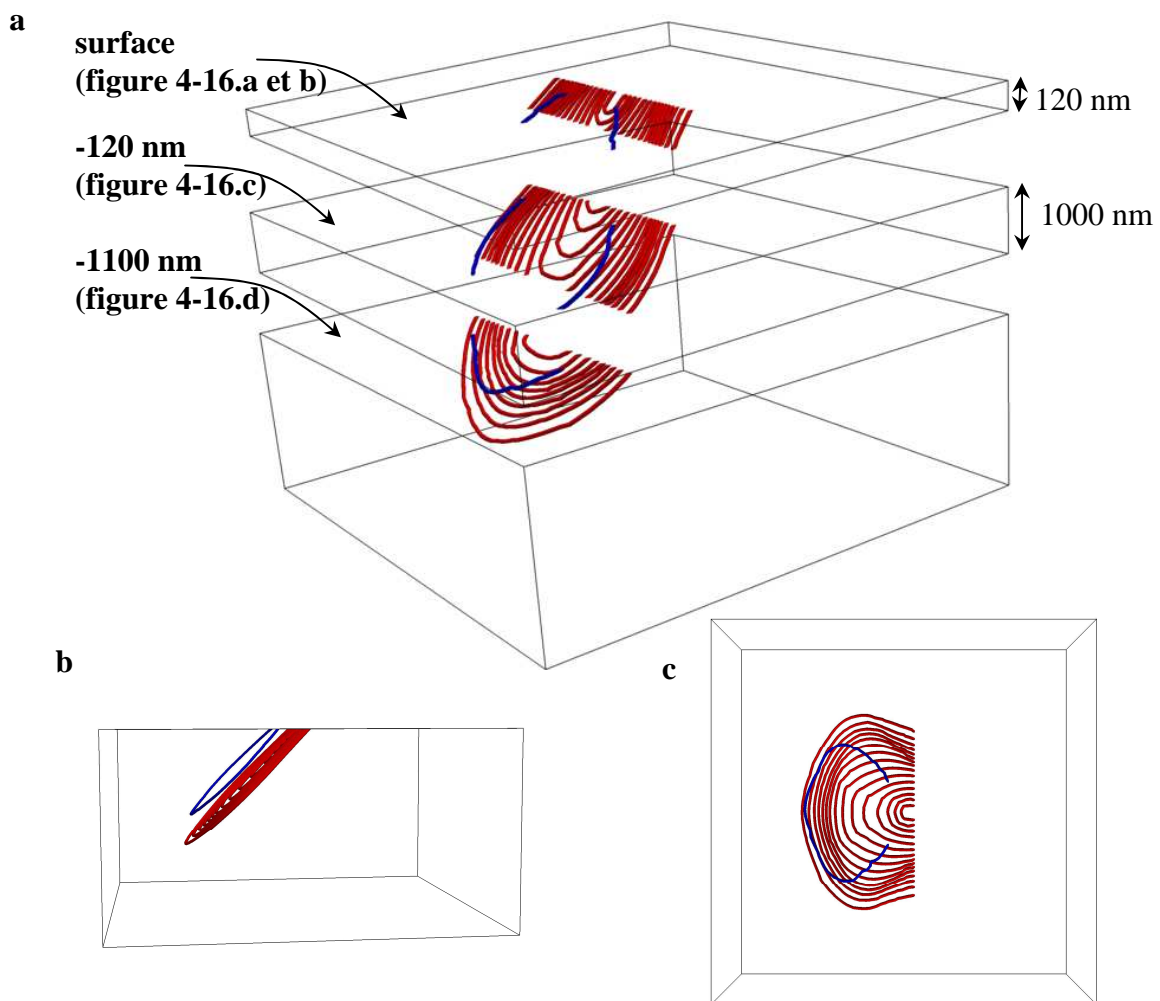 a
surface
(figure 4-16.a et b)
120 nm
-120 nm
(figure 4-16.c)
1000 nm
-1100 nm
(figure 4-16.d)
b
c